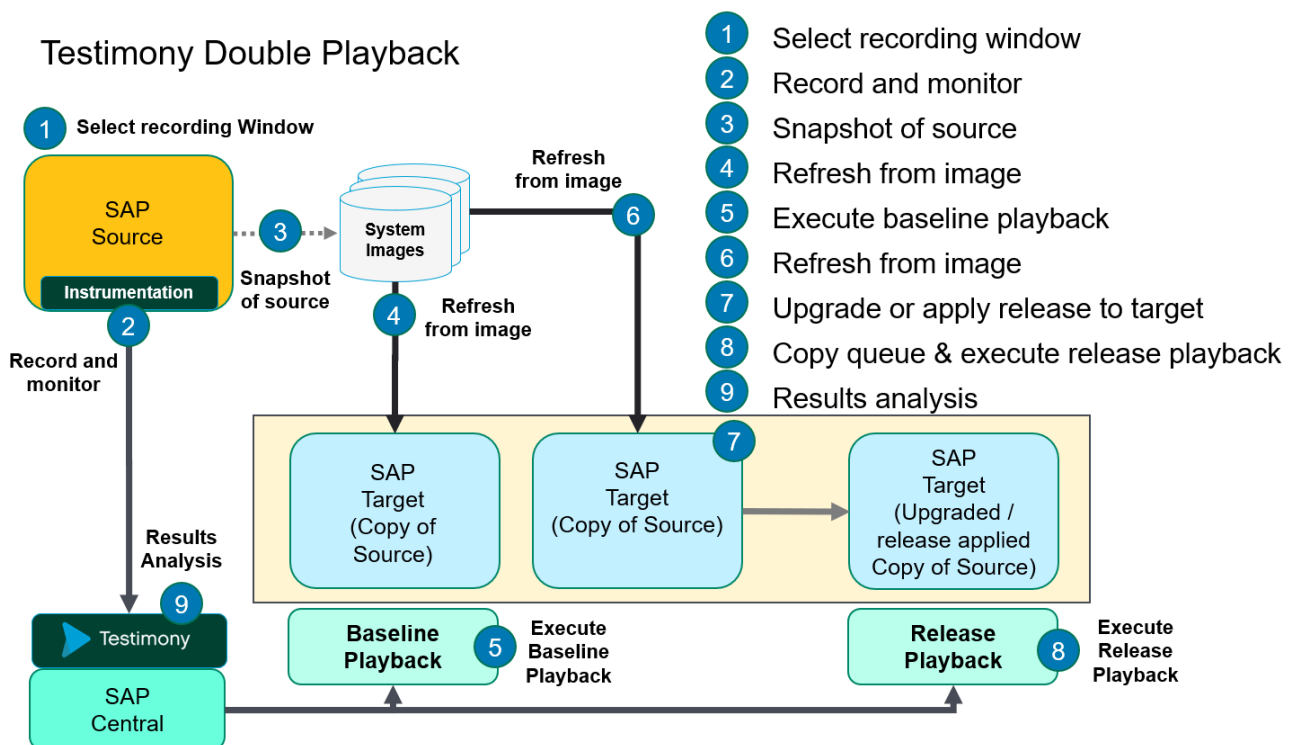 Testimony Double Playback
1 Select recording window
2 Record and monitor
3 Snapshot of source
4 Refresh from image
5 Execute baseline playback
6 Refresh from image
7 Upgrade or apply release to target
8 Copy queue & execute release playback
9 Results analysis
1 Select recording Window
SAP
Source
Instrumentation
2
Record and
monitor
3
Snapshot
of source
System
Images
Refresh
from image
6
4
Refresh
from image
SAP
Target
(Copy of
Source)
SAP
Target
(Copy of Source)
7
SAP
Target
(Upgraded /
release applied
Copy of Source)
Results
Analysis
9
Testimony
SAP
Central
Baseline
Playback
5
Execute
Baseline
Playback
Release
Playback
8
Execute
Release
Playback